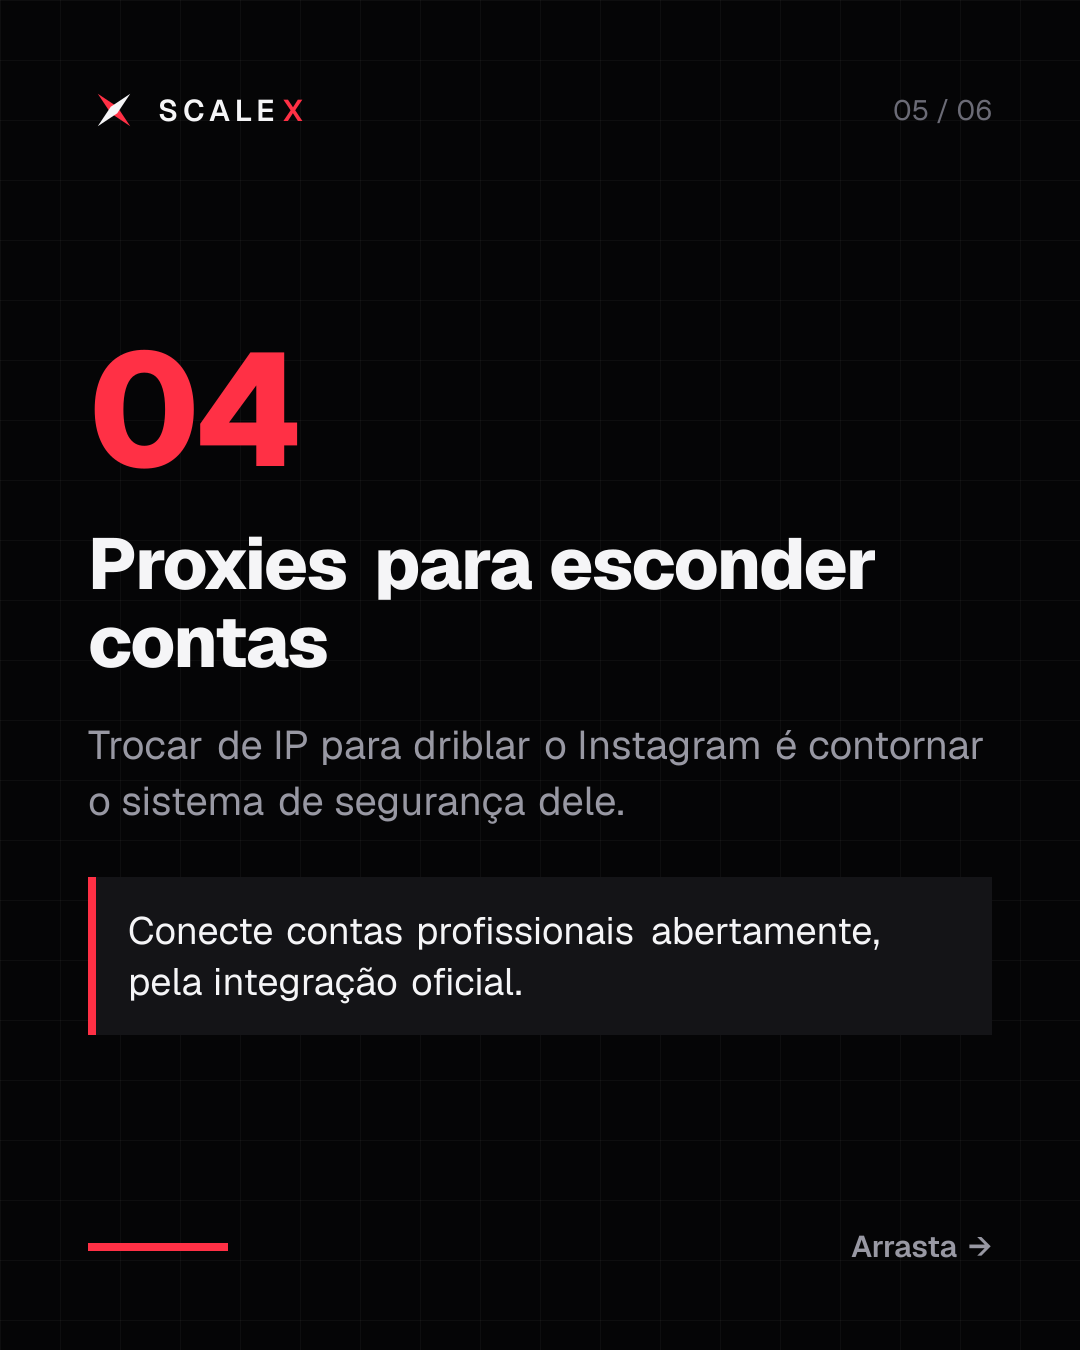 SCALEX
05 / 06
04
Proxies para esconder
contas
Trocar de IP para driblar o Instagram é contornar
o sistema de segurança dele.
Conecte contas profissionais abertamente,
pela integração oficial.
Arrasta →